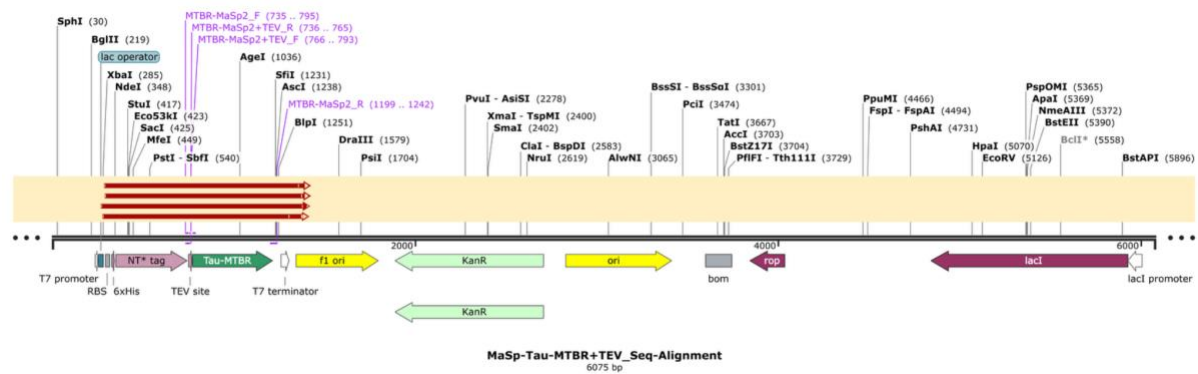 MTBR-MaSp2_F (735 .. 795)
SphI (30)
MTBR-MaSp2+TEV_R (736 .. 765)
BglII (219)
MTBR-MaSp2+TEV_F (766 .. 793)
lac operator
AgeI (1036)
XbaI (285)
SfiI (1231)
BssSI - BssSαI (3301)
PspOMI (5365)
NdeI (348)
AscI (1238)
PvuI - AsiSI (2278)
PciI (3474)
PpuMI (4466)
ApaI (5369)
StuI (417)
MTBR-MaSp2_R (1199 .. 1242)
XmaI - TspMI (2400)
TatI (3667)
FspI - FspAI (4494)
NmeAIII (5372)
Eco53kI (423)
BlpI (1251)
SmaI (2402)
AccI (3703)
PshAI (4731)
BstEII (5390)
SacI (425)
DraIII (1579)
ClaI - BspDI (2583)
BstZ17I (3704)
HpaI (5070)
BclI* (5558)
MfeI (449)
PsiI (1704)
NruI (2619)
AlwNI (3065)
PflFI - Tth111I (3729)
EcoRV (5126)
BstAPI (5896)
PstI - SbfI (540)
2000
4000
6000
NT* tag
Tau-MTBR
f1 ori
KanR
ori
bom
rop
lacI
T7 promoter
RBS
6xHis
TEV site
T7 terminator
lacI promoter
KanR
MaSp-Tau-MTBR+TEV_Seq-Alignment
6075 bp